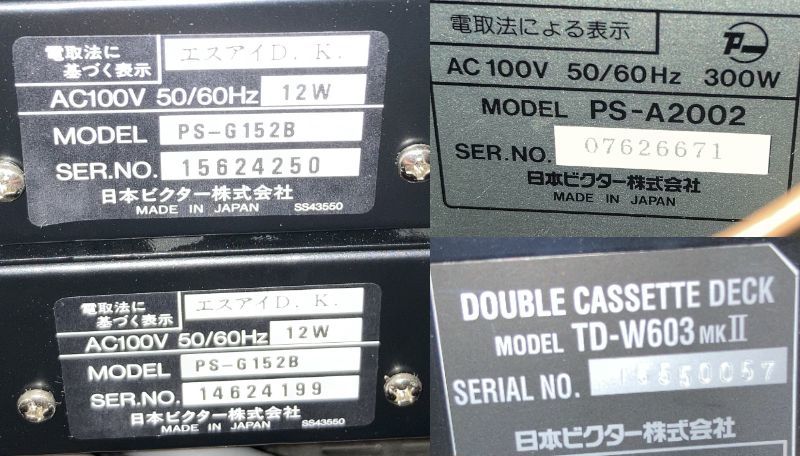 電取法に
基づく表示
エスアイD.K.
AC100V 50/60Hz 12W
MODEL PS-G152B
SER.NO. 15624250
日本ビクター株式会社
MADE IN JAPAN SS43550
電取法による表示
AC 100V 50/60Hz 300W
MODEL PS-A2002
SER.NO. 07626671
日本ビクター株式会社
MADE IN JAPAN
電取法に
基づく表示
エスアイD.K.
AC100V 50/60Hz 12W
MODEL PS-G152B
SER.NO. 14624199
日本ビクター株式会社
MADE IN JAPAN SS43550
DOUBLE CASSETTE DECK
MODEL TD-W603 MKII
SERIAL NO.
日本ビクター株式会社